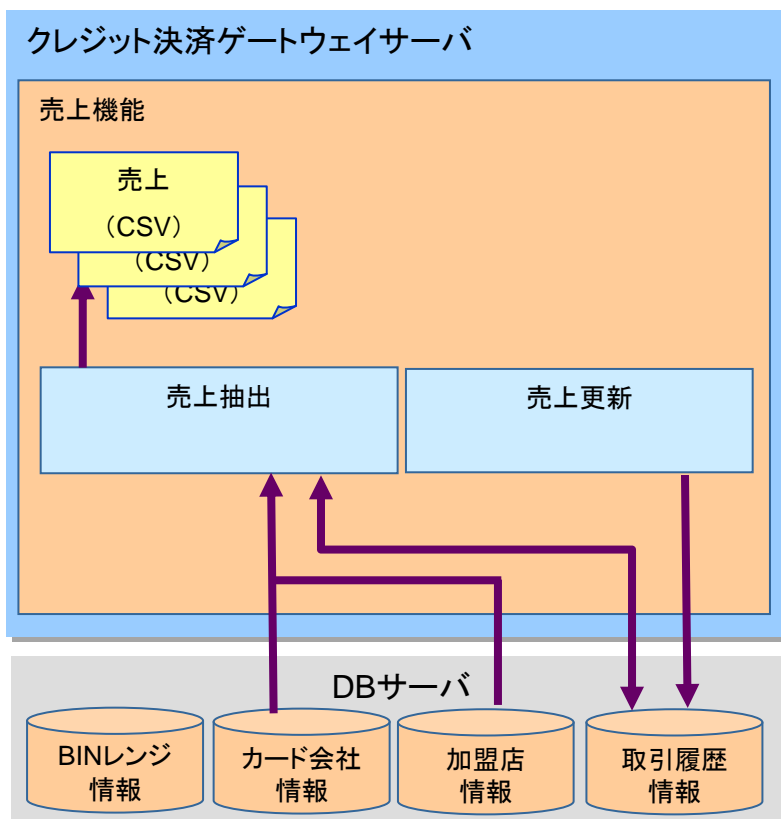 クレジット決済ゲートウェイサーバ
売上機能
売上
（CSV）
（CSV）
（CSV）
売上抽出
売上更新
DBサーバ
BINレンジ
情報
カード会社
情報
加盟店
情報
取引履歴
情報